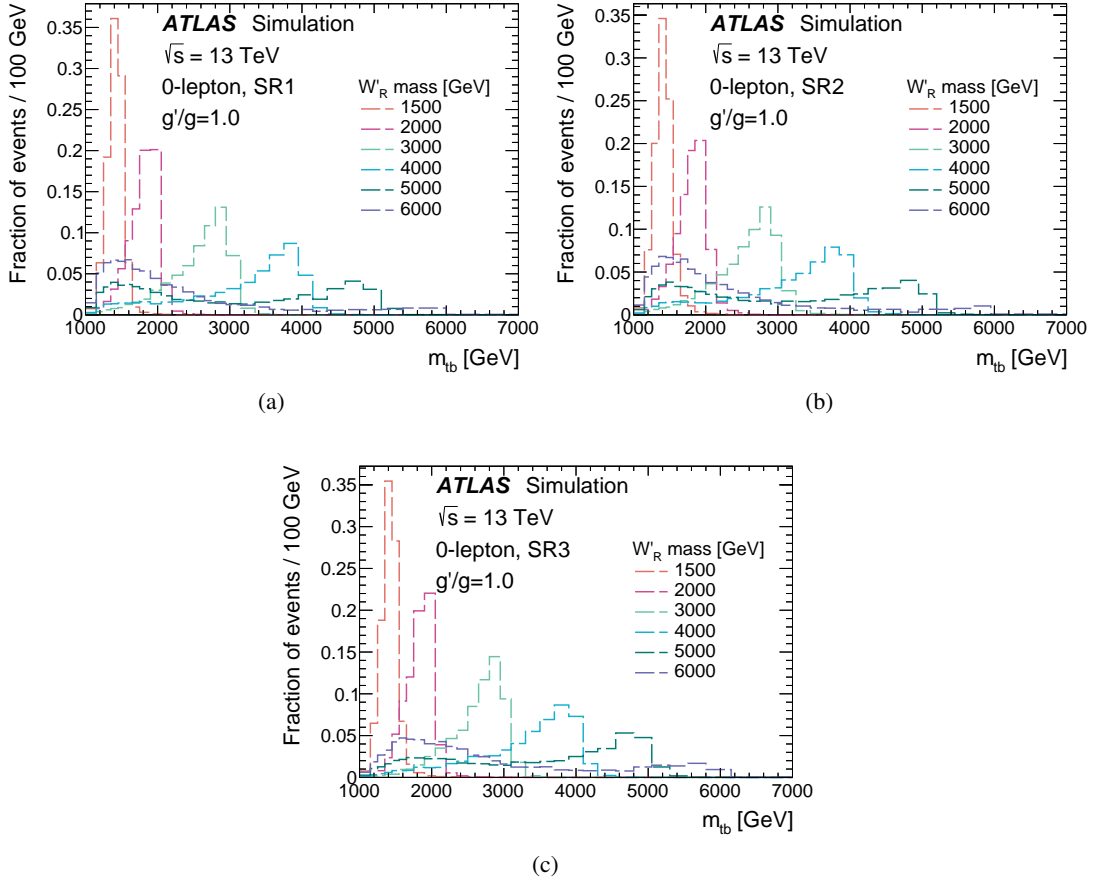 ATLAS Simulation
√s = 13 TeV
0-lepton, SR1
g'/g=1.0
W'R mass [GeV]
1500
2000
3000
4000
5000
6000
Fraction of events / 100 GeV
0.35
0.3
0.25
0.2
0.15
0.1
0.05
0
1000 2000 3000 4000 5000 6000 7000
mtb [GeV]
(a)
ATLAS Simulation
√s = 13 TeV
0-lepton, SR2
g'/g=1.0
W'R mass [GeV]
1500
2000
3000
4000
5000
6000
Fraction of events / 100 GeV
0.35
0.3
0.25
0.2
0.15
0.1
0.05
0
1000 2000 3000 4000 5000 6000 7000
mtb [GeV]
(b)
ATLAS Simulation
√s = 13 TeV
0-lepton, SR3
g'/g=1.0
W'R mass [GeV]
1500
2000
3000
4000
5000
6000
Fraction of events / 100 GeV
0.35
0.3
0.25
0.2
0.15
0.1
0.05
0
1000 2000 3000 4000 5000 6000 7000
mtb [GeV]
(c)